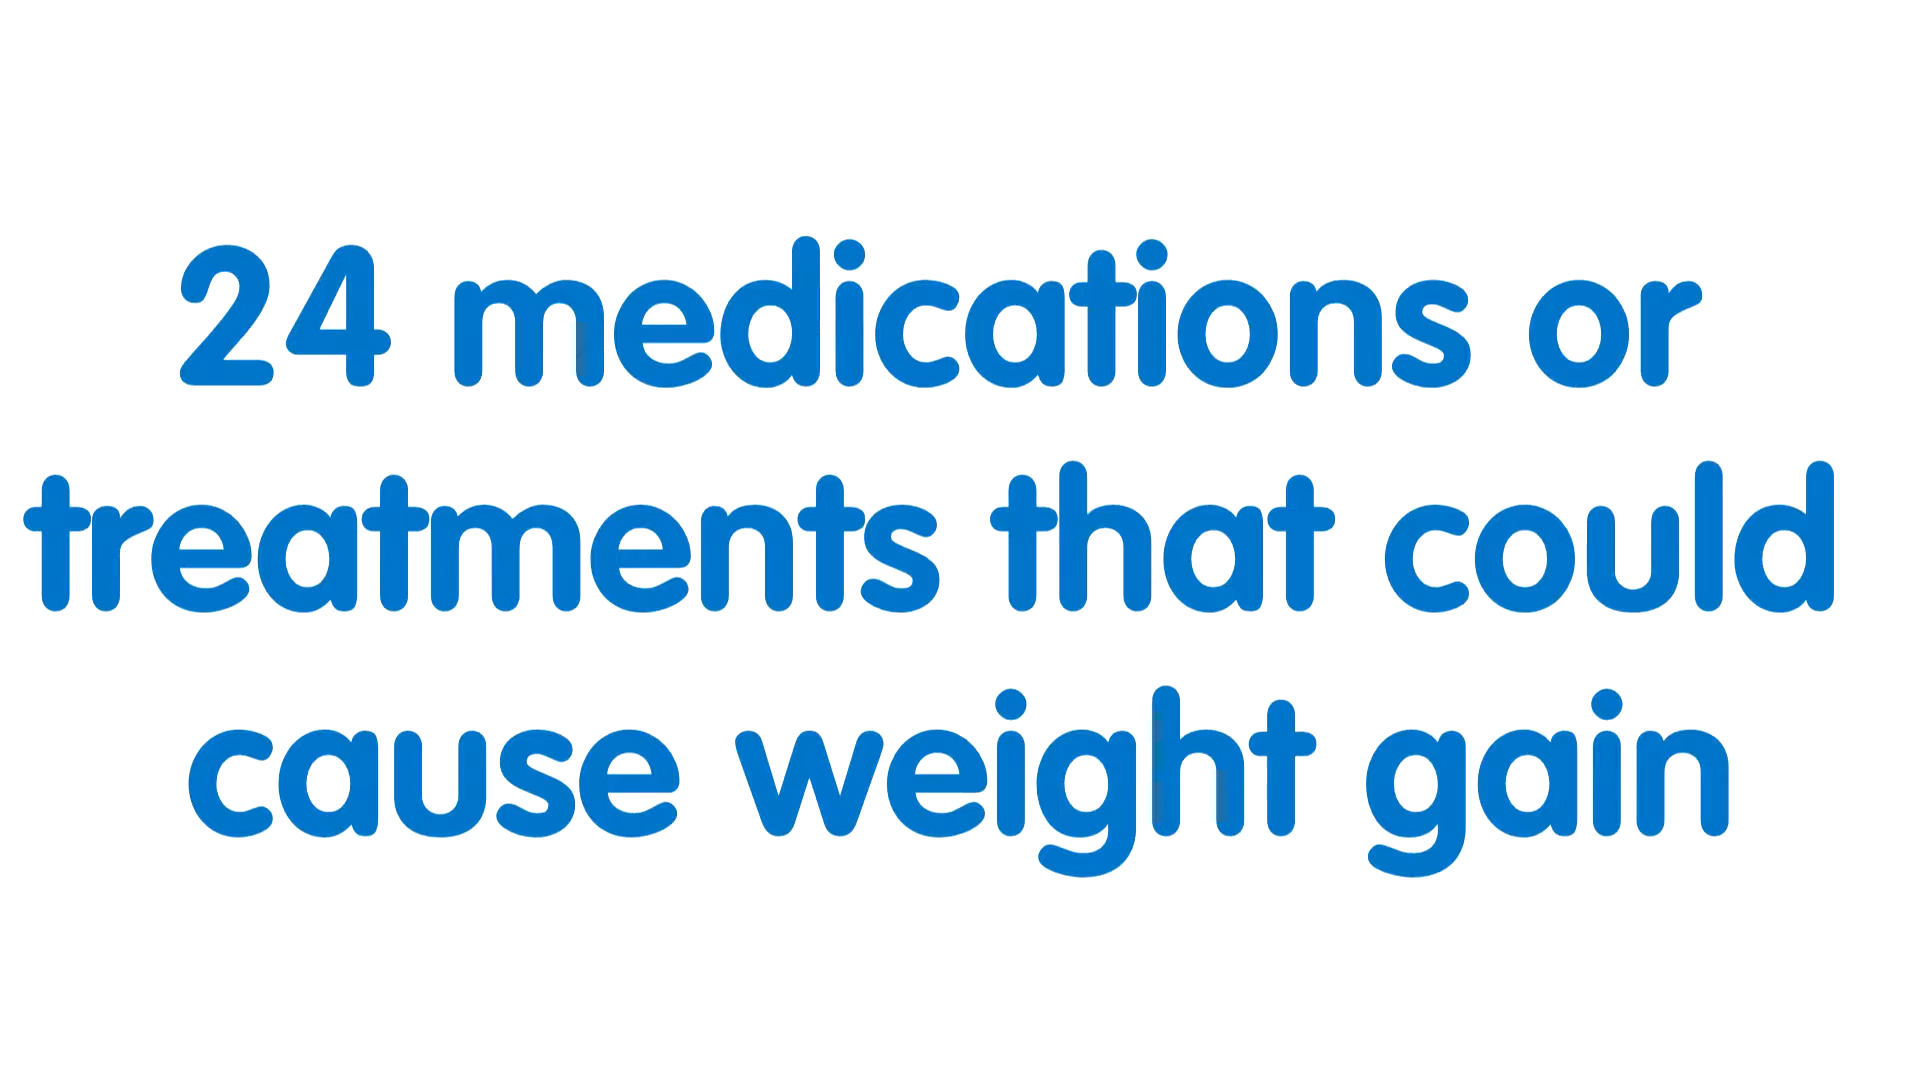 24 medications or
treatments that could
cause weight gain